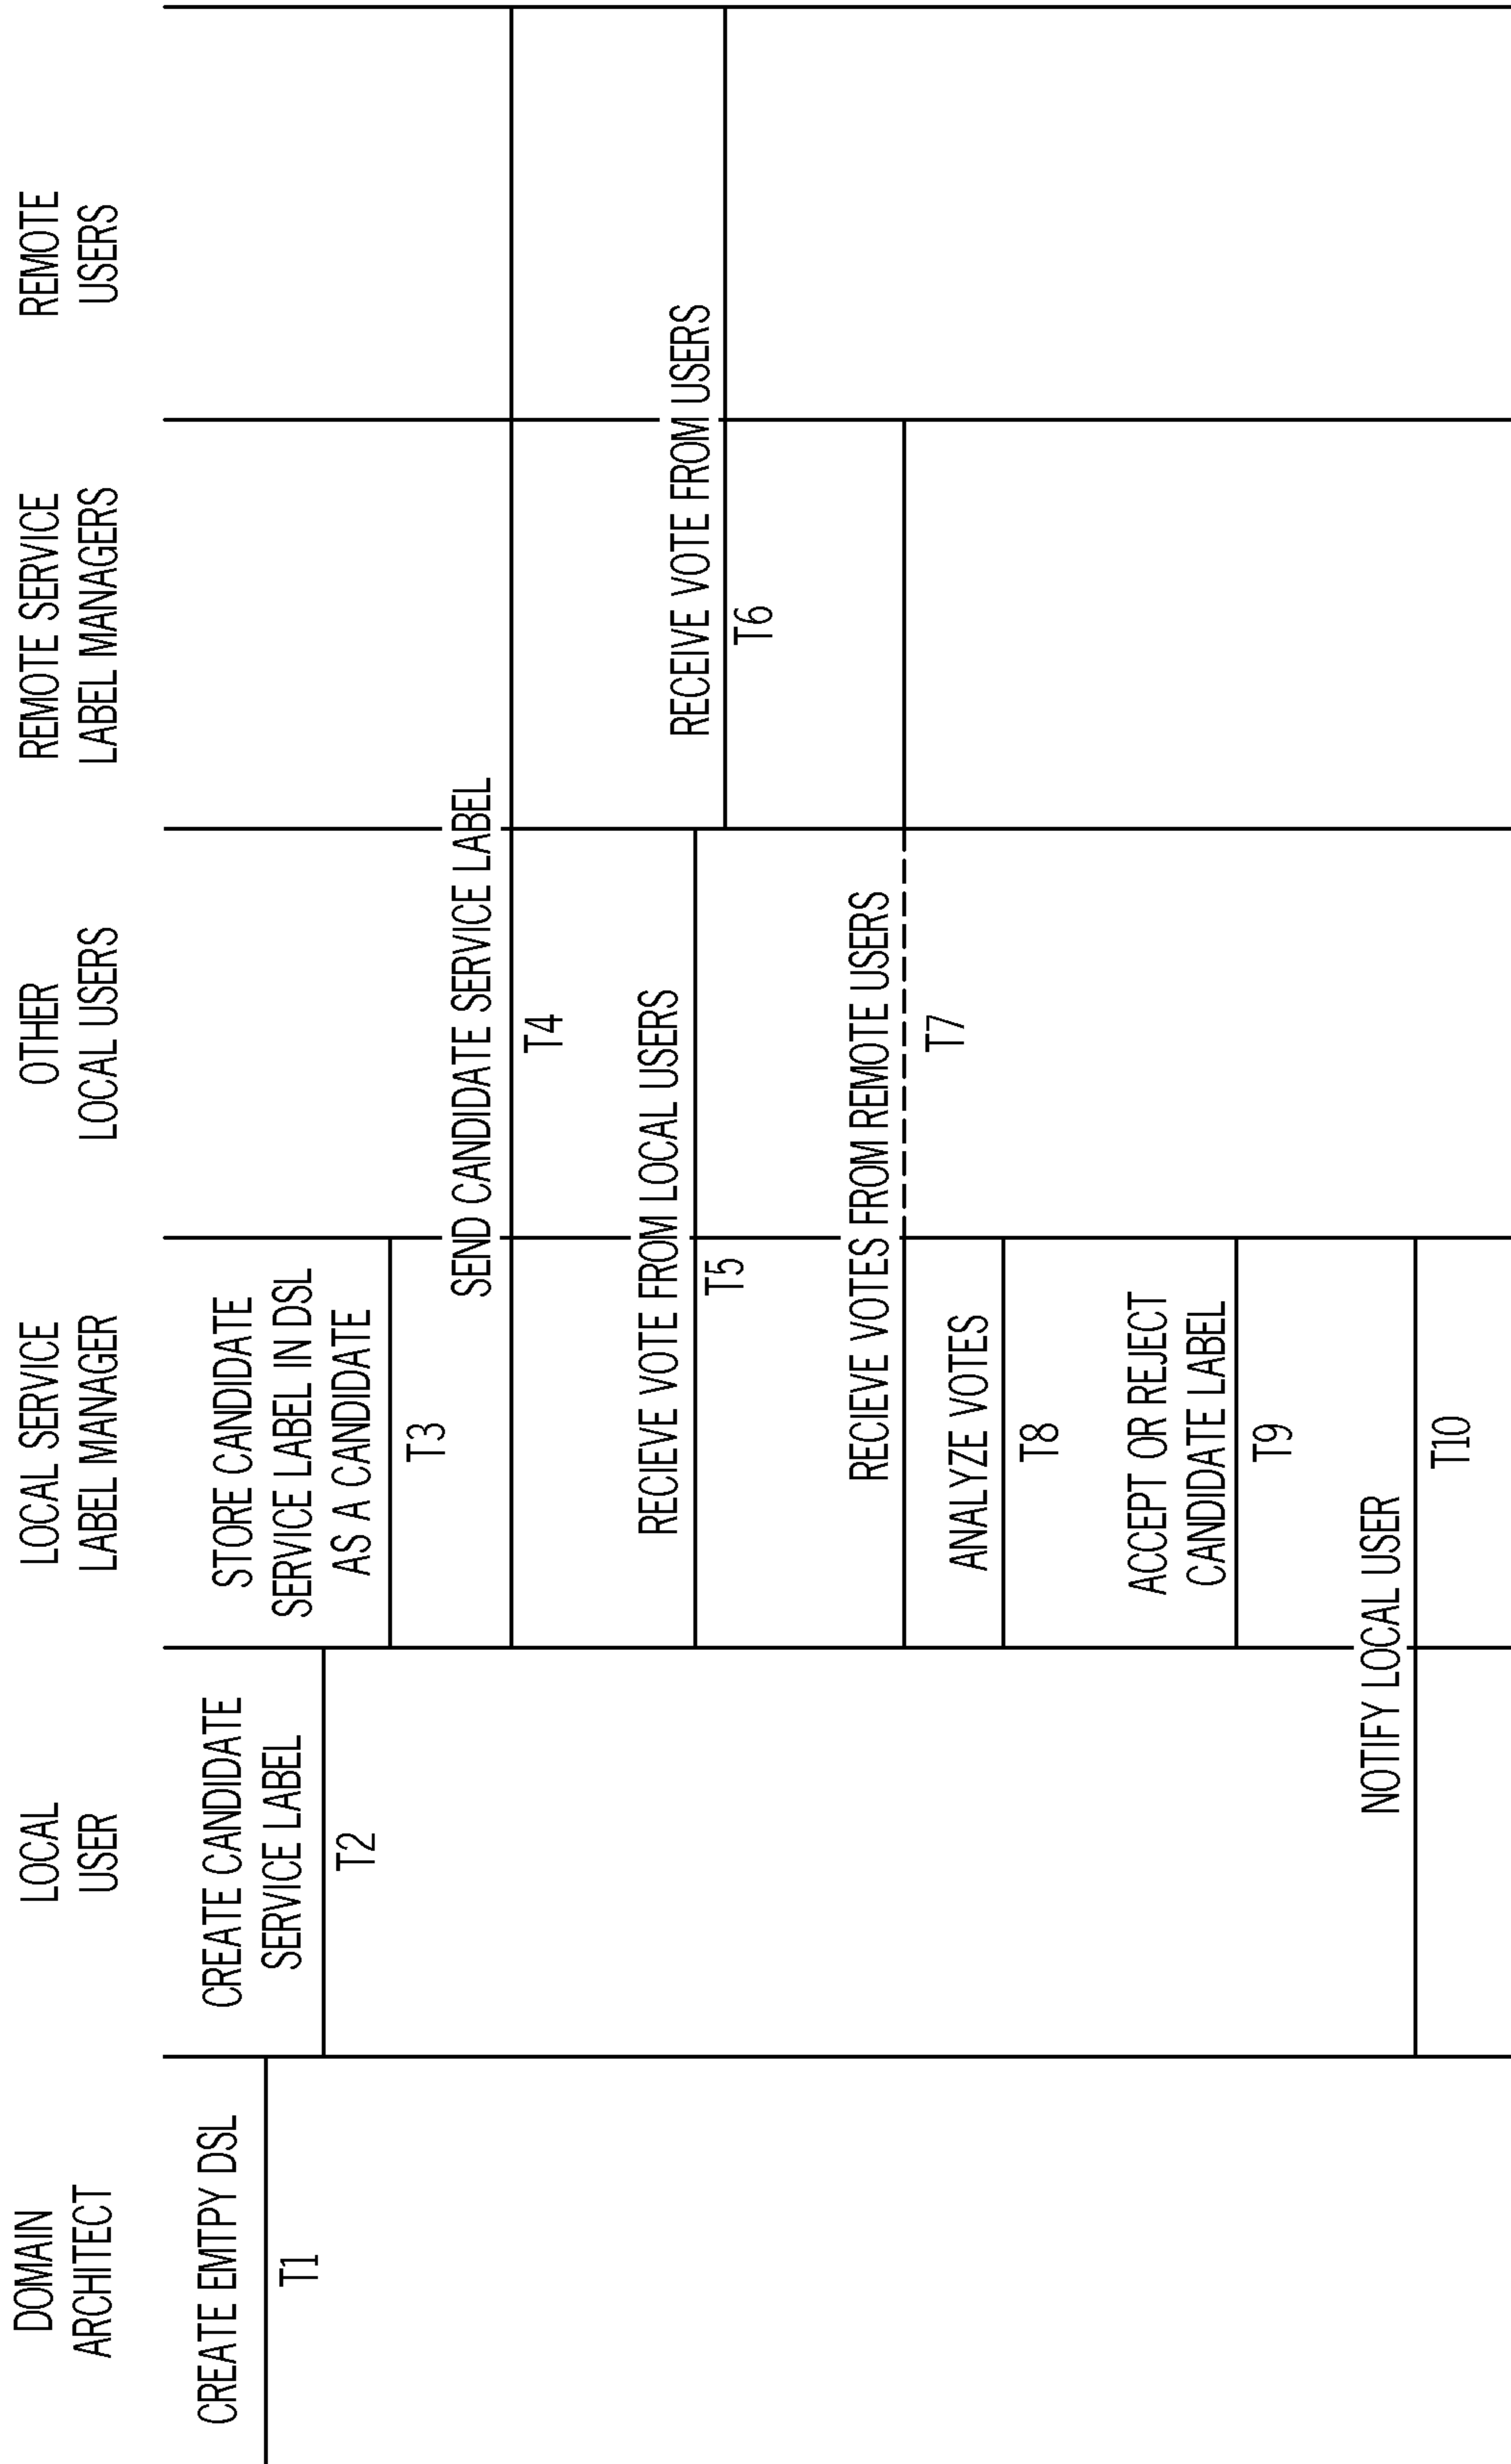 DOMAIN
ARCHITECT
LOCAL
USER
LOCAL SERVICE
LABEL MANAGER
OTHER
LOCAL USERS
REMOTE SERVICE
LABEL MANAGERS
REMOTE
USERS
CREATE EMTPY DSL
T1
CREATE CANDIDATE
SERVICE LABEL
T2
STORE CANDIDATE
SERVICE LABEL IN DSL
AS A CANDIDATE
T3
SEND CANDIDATE SERVICE LABEL
T4
RECIEVE VOTE FROM LOCAL USERS
T5
RECEIVE VOTE FROM USERS
T6
RECIEVE VOTES FROM REMOTE USERS
T7
ANALYZE VOTES
T8
ACCEPT OR REJECT
CANDIDATE LABEL
T9
NOTIFY LOCAL USER
T10